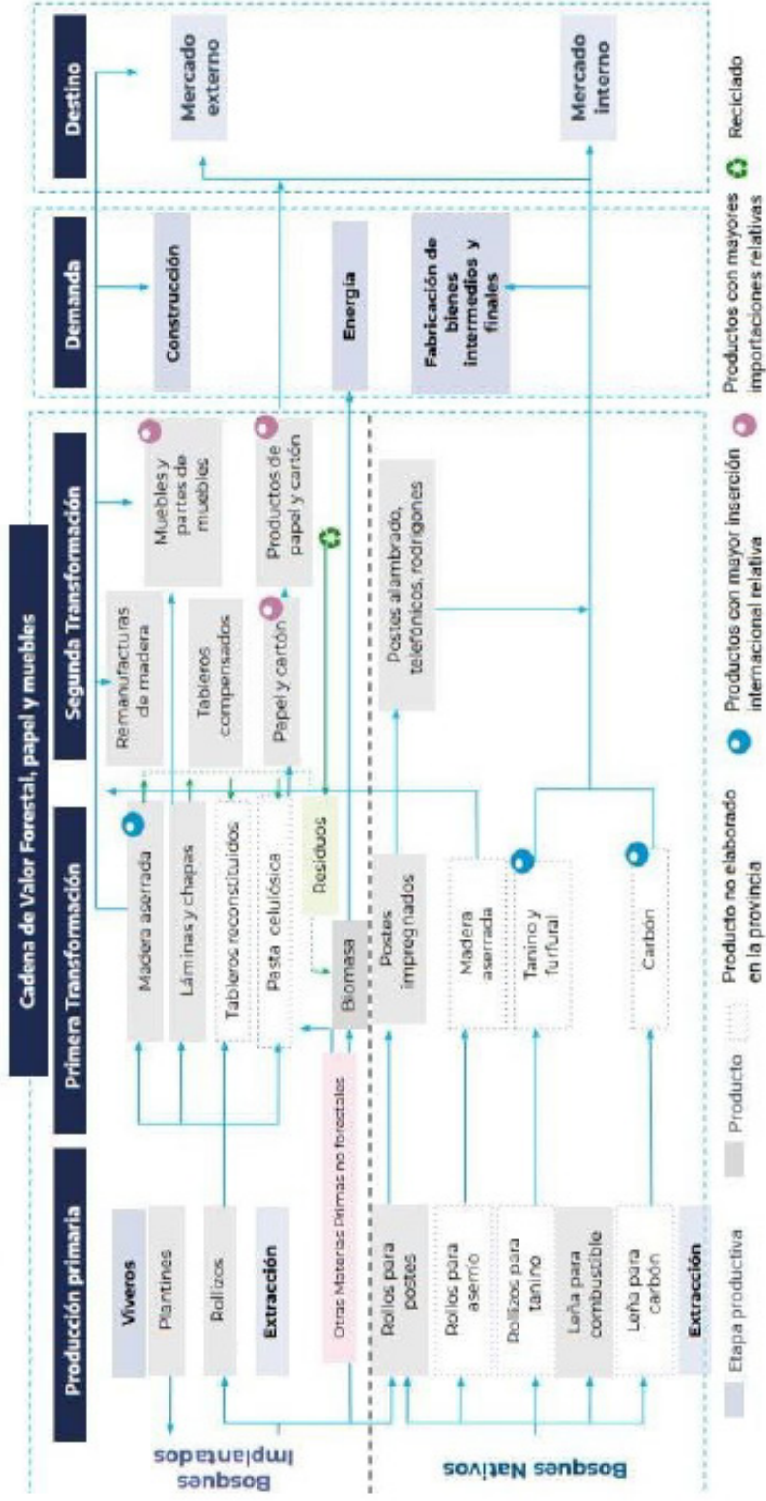 Cadena de Valor Forestal, papel y muebles
Producción primaria
Primera Transformación
Segunda Transformación
Demanda
Destino
Bosques
Implantados
Viveros
Plantines
Rollizos
Extracción
Otras Materias Primas no forestales
Madera aserrada
Láminas y chapas
Tableros reconstituidos
Pasta celulósica
Residuos
Biomasa
Remanufacturas
de madera
Muebles y
partes de
muebles
Tableros
compensados
Papel y cartón
Productos de
papel y cartón
Construcción
Energía
Fabricación de
bienes
intermedios y
finales
Mercado
externo
Mercado
interno
Bosques Nativos
Rollos para
postes
Rollos para
aserrío
Rollizos para
tanino
Leña para
combustible
Leña para
carbón
Extracción
Postes
impregnados
Madera
aserrada
Tanino y
furfural
Carbón
Postes alambrado,
telefónicos, rodrigones
Etapa productiva
Producto
Producto no elaborado
en la provincia
Productos con mayor inserción
internacional relativa
Productos con mayores
importaciones relativas
Reciclado